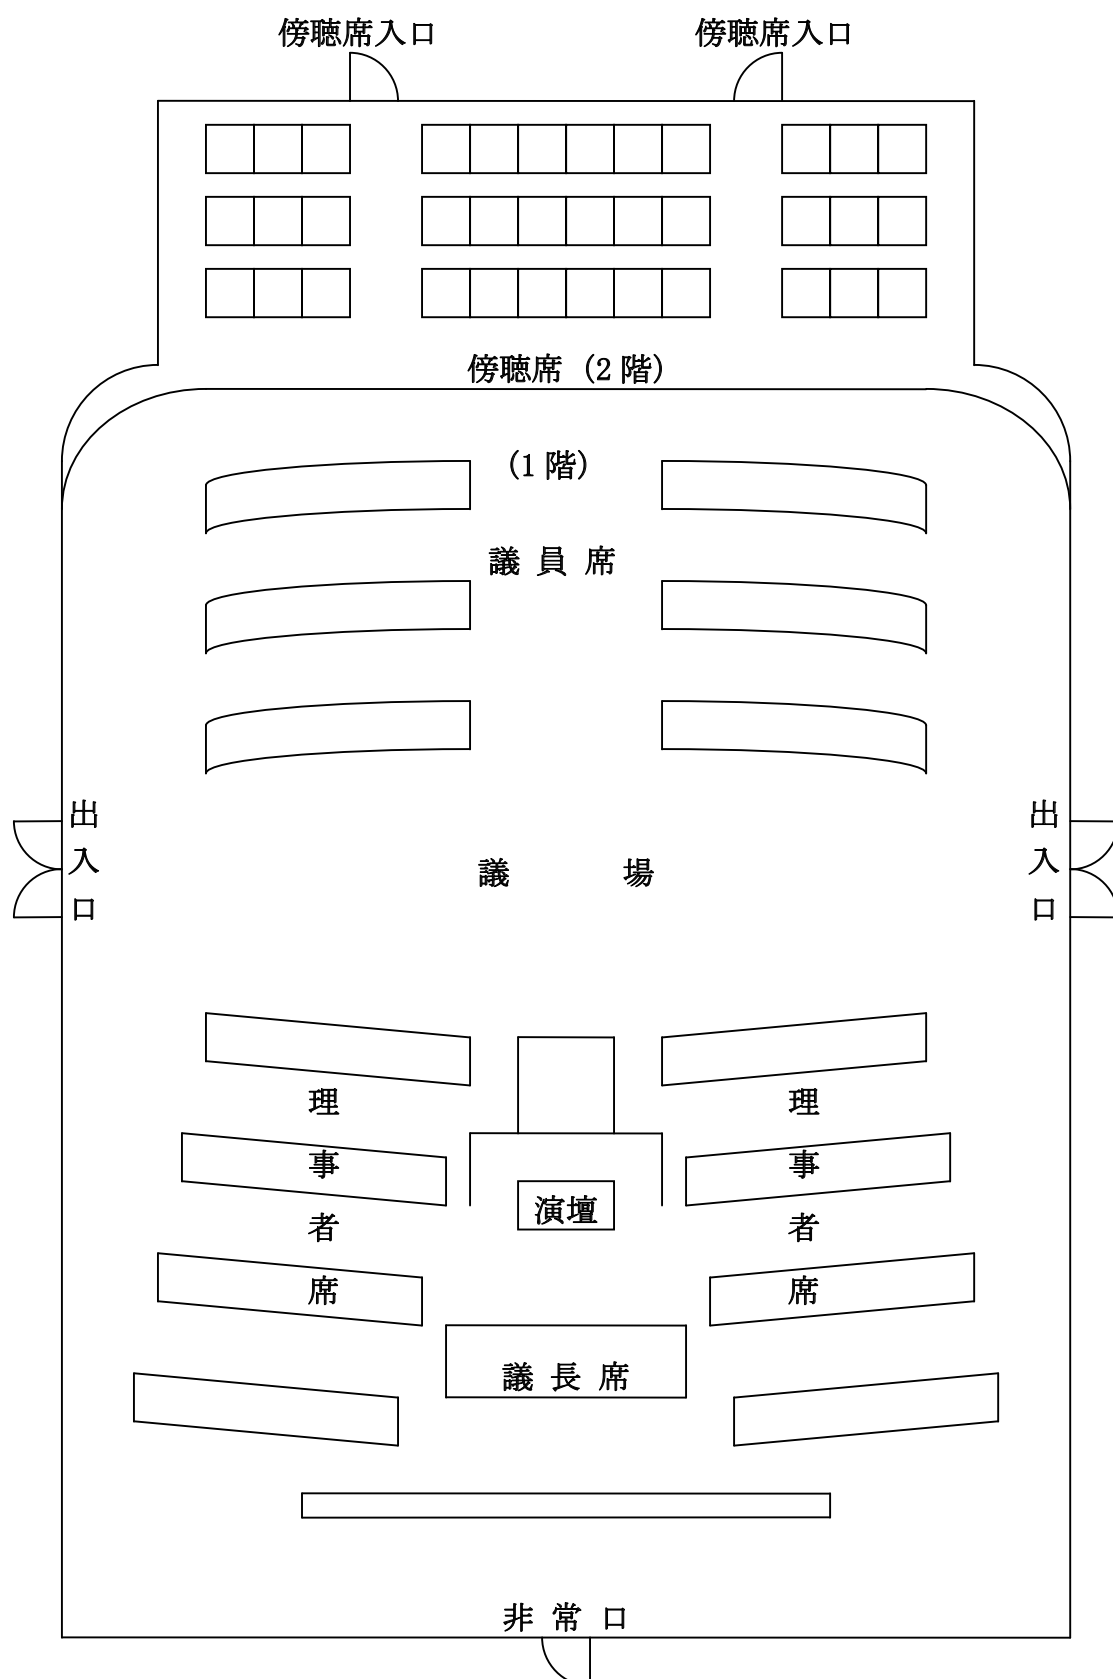 傍聴席入口
傍聴席入口
傍聴席 (2 階)
(1 階)
議 員 席
出入口
出入口
議 場
理事者席
理事者席
演壇
議 長 席
非 常 口